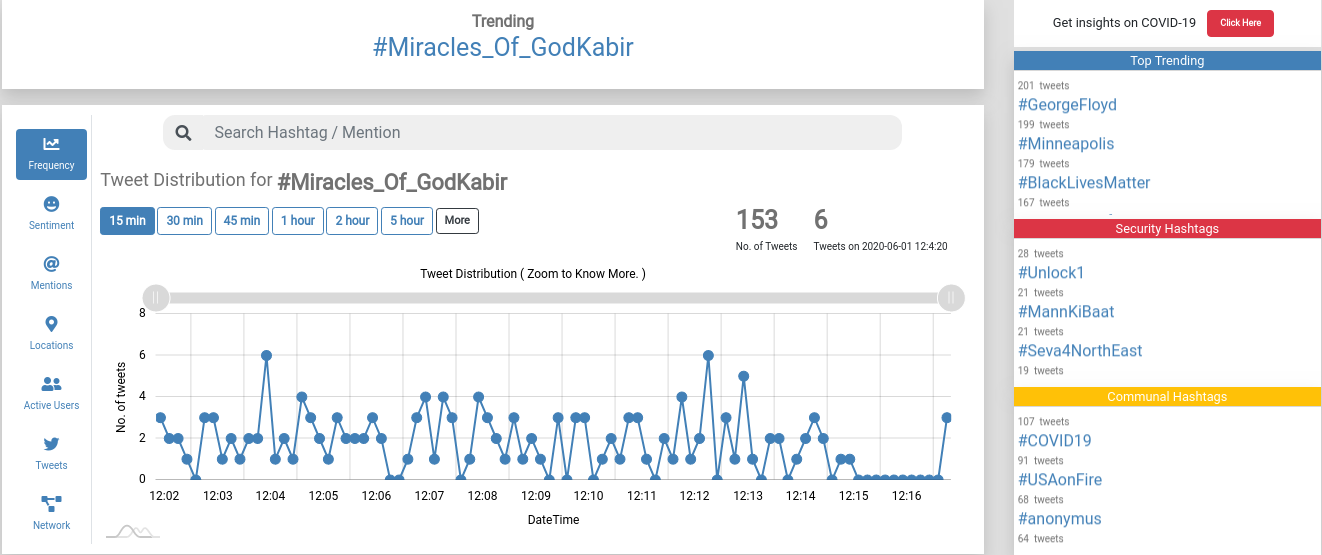 Trending
#Miracles_Of_GodKabir
Search Hashtag / Mention
Frequency
Sentiment
Mentions
Locations
Active Users
Tweets
Network
Tweet Distribution for #Miracles_Of_GodKabir
15 min 30 min 45 min 1 hour 2 hour 5 hour More
153 6
No. of Tweets Tweets on 2020-06-01 12:4:20
Tweet Distribution ( Zoom to Know More. )
No. of tweets
8
6
4
2
0
12:02 12:03 12:04 12:05 12:06 12:07 12:08 12:09 12:10 12:11 12:12 12:13 12:14 12:15 12:16
DateTime
Get insights on COVID-19 Click Here
Top Trending
201 tweets
#GeorgeFloyd
199 tweets
#Minneapolis
179 tweets
#BlackLivesMatter
167 tweets
Security Hashtags
28 tweets
#Unlock1
21 tweets
#MannKiBaat
21 tweets
#Seva4NorthEast
19 tweets
Communal Hashtags
107 tweets
#COVID19
91 tweets
#USAonFire
68 tweets
#anonymus
64 tweets